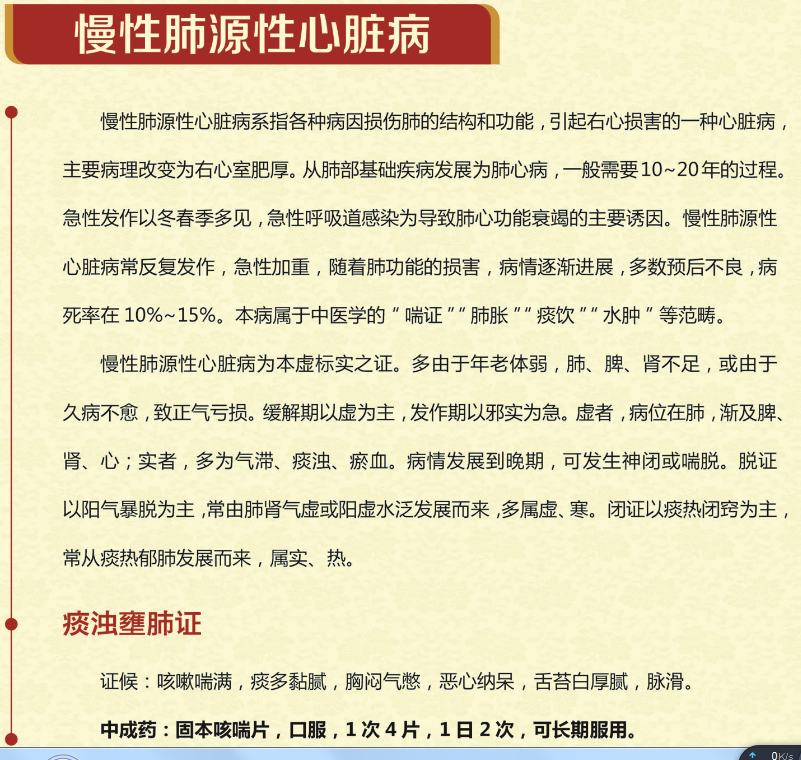 慢性肺源性心脏病
慢性肺源性心脏病系指各种病因损伤肺的结构和功能，引起右心损害的一种心脏病，
主要病理改变为右心室肥厚。从肺部基础疾病发展为肺心病，一般需要10~20年的过程。
急性发作以冬春季多见，急性呼吸道感染为导致肺心功能衰竭的主要诱因。慢性肺源性
心脏病常反复发作，急性加重，随着肺功能的损害，病情逐渐进展，多数预后不良，病
死率在10%~15%。本病属于中医学的“喘证”“肺胀”“痰饮”“水肿”等范畴。
慢性肺源性心脏病为本虚标实之证。多由于年老体弱，肺、脾、肾不足，或由于
久病不愈，致正气亏损。缓解期以虚为主，发作期以邪实为急。虚者，病位在肺，渐及脾、
肾、心；实者，多为气滞、痰浊、瘀血。病情发展到晚期，可发生神闭或喘脱。脱证
以阳气暴脱为主，常由肺肾气虚或阳虚水泛发展而来，多属虚、寒。闭证以痰热闭窍为主，
常从痰热郁肺发展而来，属实、热。
痰浊壅肺证
证候：咳嗽喘满，痰多黏腻，胸闷气憋，恶心纳呆，舌苔白厚腻，脉滑。
中成药：固本咳喘片，口服，1次4片，1日2次，可长期服用。
0K/s